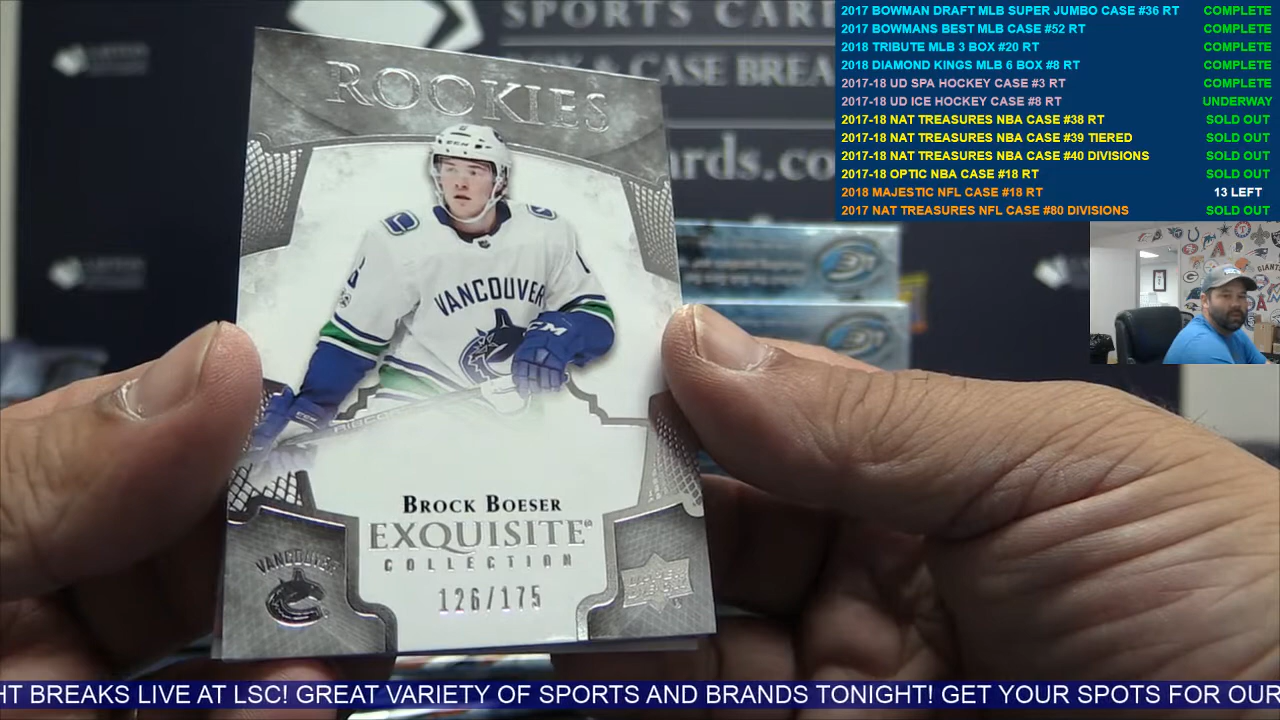 SPORTS CAR
& CASE BREA
ards.co
ROOKIES
VANCOUVER
CCM
BROCK BOESER
EXQUISITE
COLLECTION
126/175
VANCOUVER
UPPER DECK
2017 BOWMAN DRAFT MLB SUPER JUMBO CASE #36 RT COMPLETE
2017 BOWMANS BEST MLB CASE #52 RT COMPLETE
2018 TRIBUTE MLB 3 BOX #20 RT COMPLETE
2018 DIAMOND KINGS MLB 6 BOX #8 RT COMPLETE
2017-18 UD SPA HOCKEY CASE #3 RT COMPLETE
2017-18 UD ICE HOCKEY CASE #8 RT UNDERWAY
2017-18 NAT TREASURES NBA CASE #38 RT SOLD OUT
2017-18 NAT TREASURES NBA CASE #39 TIERED SOLD OUT
2017-18 NAT TREASURES NBA CASE #40 DIVISIONS SOLD OUT
2017-18 OPTIC NBA CASE #18 RT SOLD OUT
2018 MAJESTIC NFL CASE #18 RT 13 LEFT
2017 NAT TREASURES NFL CASE #80 DIVISIONS SOLD OUT
GIANTS
HT BREAKS LIVE AT LSC! GREAT VARIETY OF SPORTS AND BRANDS TONIGHT! GET YOUR SPOTS FOR OUR